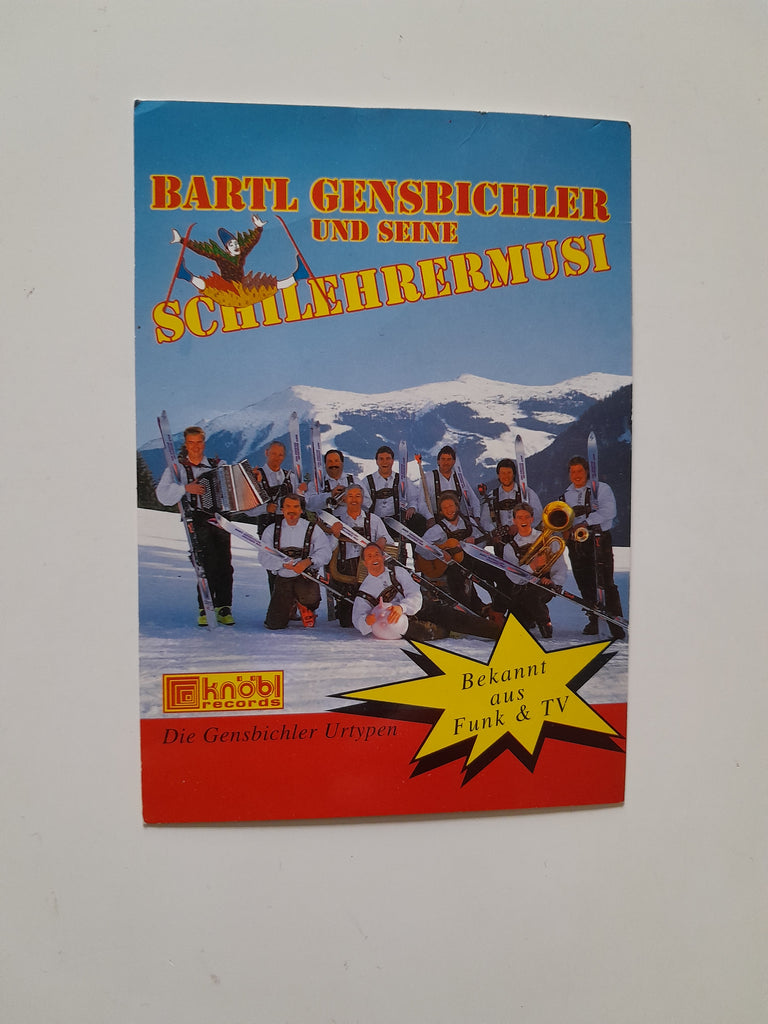 BARTL GENSBICHLER
UND SEINE
SCHILEHRERMUSI
knöbl
records
Die Gensbichler Urtypen
Bekannt
aus
Funk & TV